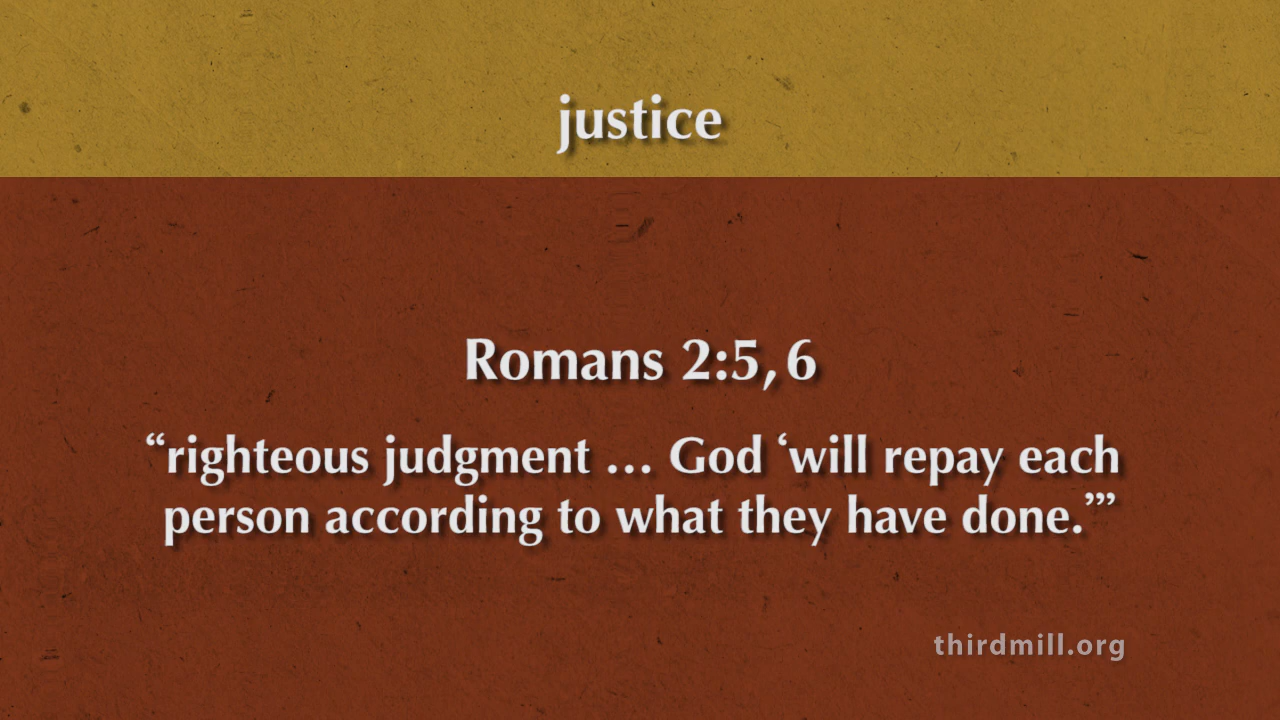 justice
Romans 2:5, 6
“righteous judgment … God ‘will repay each
person according to what they have done.’”
thirdmill.org